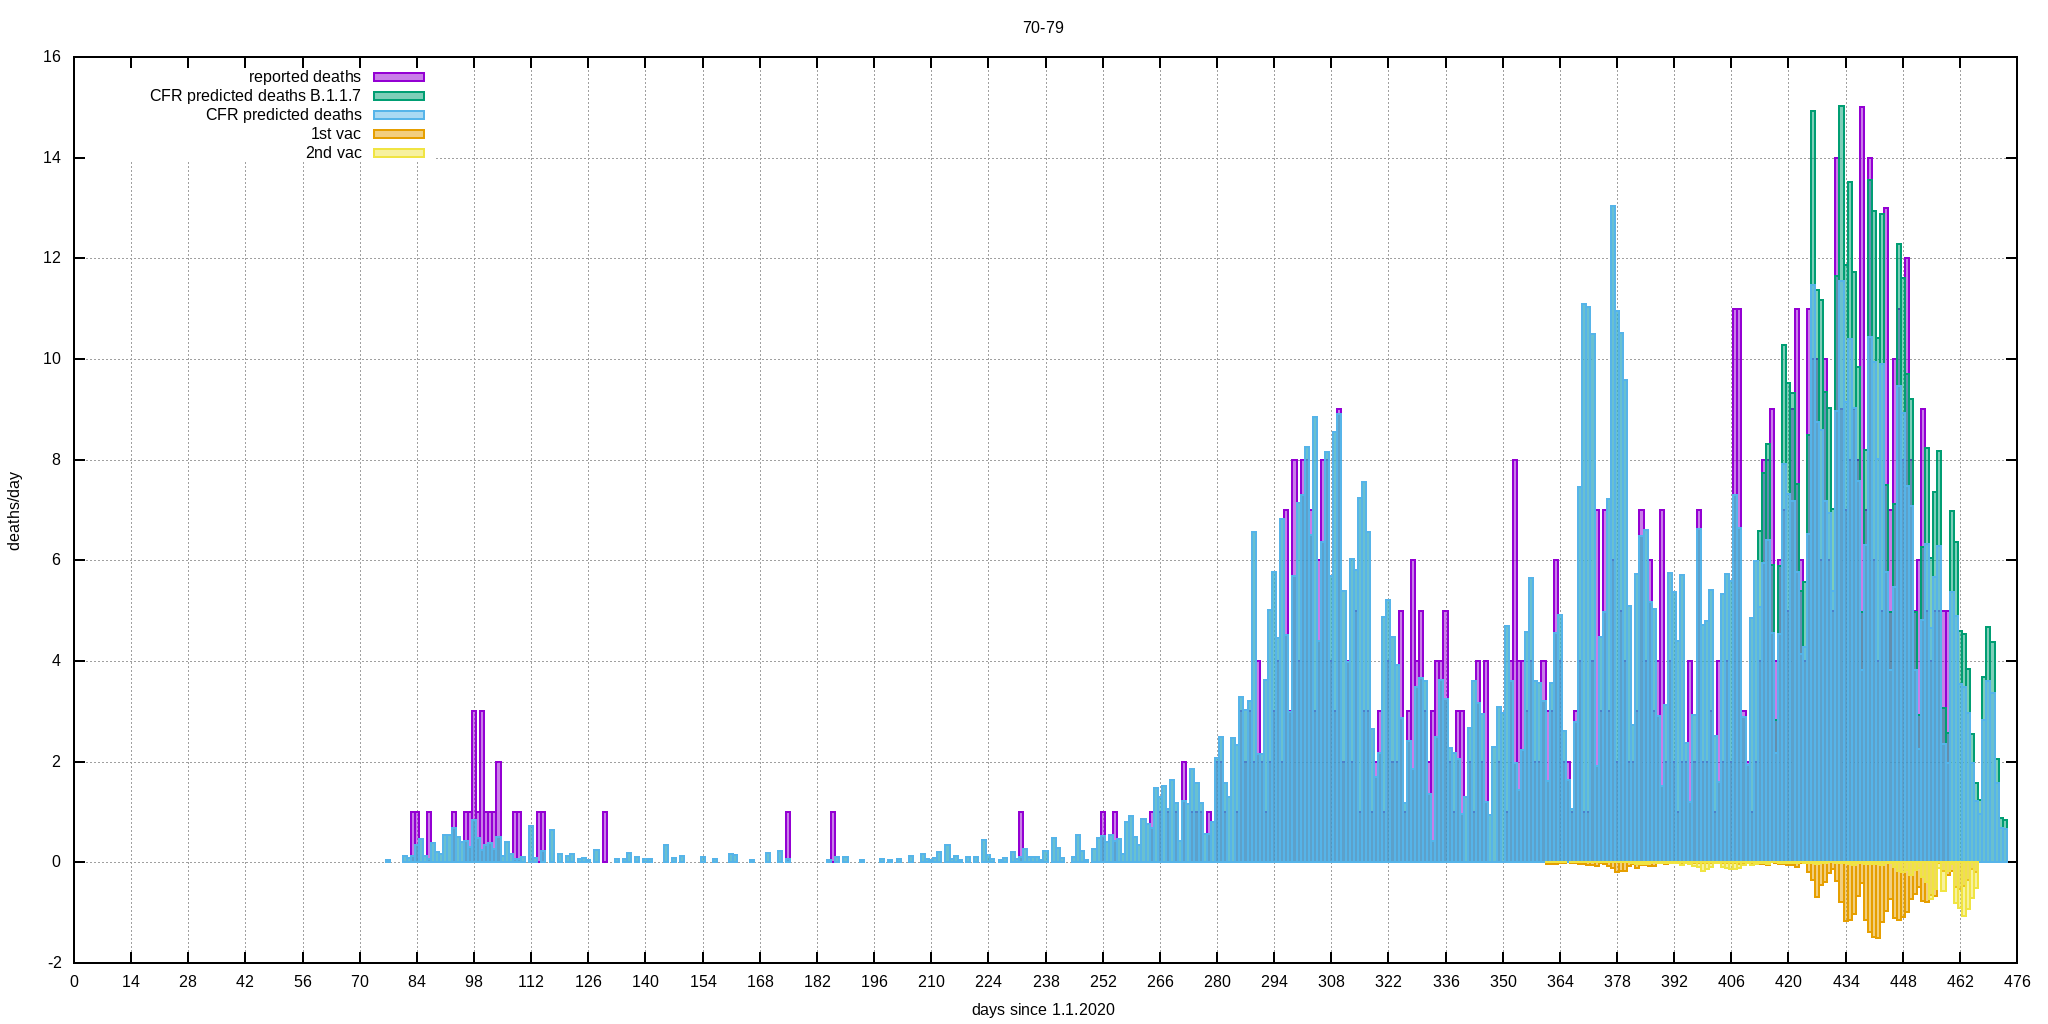 70-79
reported deaths
CFR predicted deaths B.1.1.7
CFR predicted deaths
1st vac
2nd vac
deaths/day
16
14
12
10
8
6
4
2
0
-2
0 14 28 42 56 70 84 98 112 126 140 154 168 182 196 210 224 238 252 266 280 294 308 322 336 350 364 378 392 406 420 434 448 462 476
days since 1.1.2020